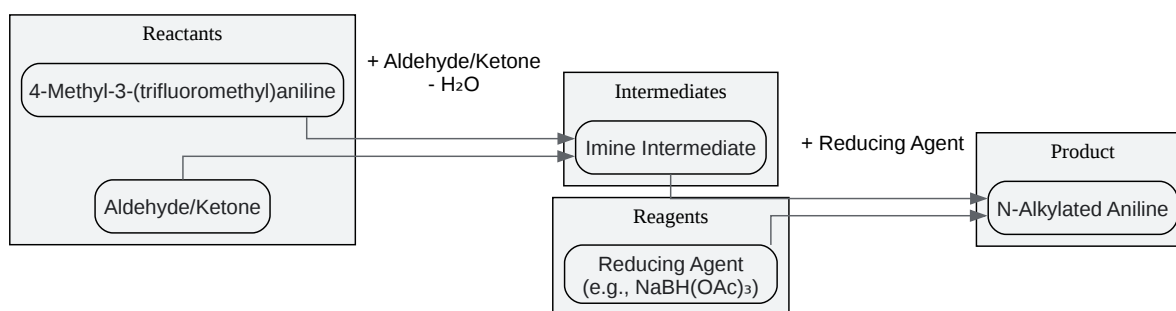 Reactants
4-Methyl-3-(trifluoromethyl)aniline
Aldehyde/Ketone
+ Aldehyde/Ketone
- H₂O
Intermediates
Imine Intermediate
Reagents
Reducing Agent
(e.g., NaBH(OAc)₃)
+ Reducing Agent
Product
N-Alkylated Aniline